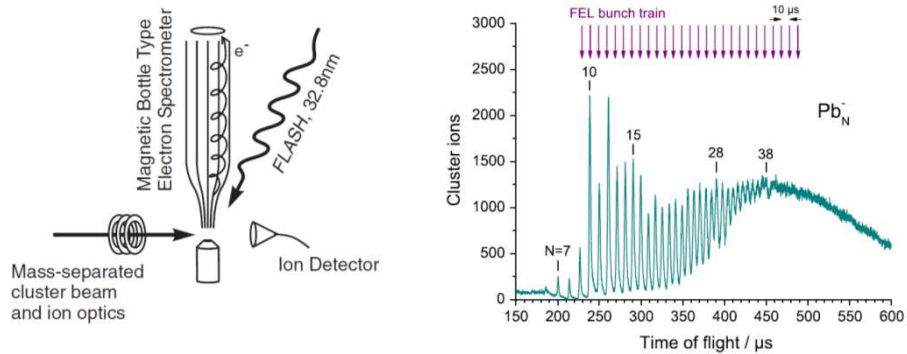 Magnetic Bottle Type
Electron Spectrometer
e-
FLASH, 32.8nm
Mass-separated
cluster beam
and ion optics
Ion Detector
FEL bunch train
10 µs
Cluster ions
3000
2500
2000
1500
1000
500
0
N=7
10
15
28
38
Pb
-
N
150
200
250
300
350
400
450
500
550
600
Time of flight / µs